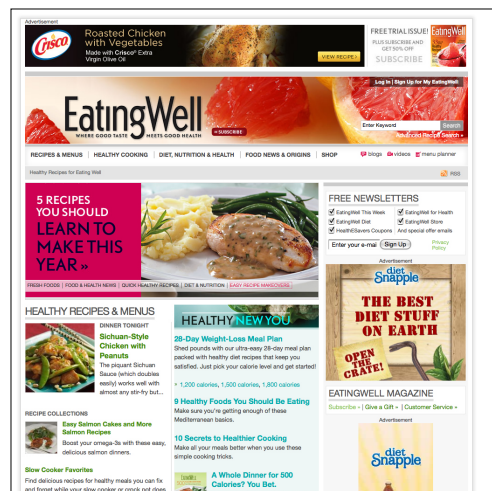 Advertisement
Crisco
Roasted Chicken
with Vegetables
Made with Crisco® Extra
Virgin Olive Oil
VIEW RECIPE
FREE TRIAL ISSUE!
PLUS SUBSCRIBE AND
GET 50% OFF
SUBSCRIBE
EatingWell
Log In | Sign Up for My EatingWell
EatingWell
WHERE GOOD TASTE MEETS GOOD HEALTH
» SUBSCRIBE
Enter Keyword
Search
Advanced Recipe Search »
RECIPES & MENUS | HEALTHY COOKING | DIET, NUTRITION & HEALTH | FOOD NEWS & ORIGINS | SHOP
blogs videos menu planner
Healthy Recipes for Eating Well
RSS
5 RECIPES
YOU SHOULD
LEARN TO
MAKE THIS
YEAR »
FRESH FOODS | FOOD & HEALTH NEWS | QUICK HEALTHY RECIPES | DIET & NUTRITION | EASY RECIPE MAKEOVERS
FREE NEWSLETTERS
EatingWell This Week
EatingWell for Health
EatingWell Diet
EatingWell Store
HealthESavers Coupons
And special offer emails
Enter your e-mai
Sign Up
Privacy
Policy
Advertisement
diet
Snapple
THE BEST
DIET STUFF
ON EARTH
OPEN
THE
CRATE!
HEALTHY RECIPES & MENUS
DINNER TONIGHT
Sichuan-Style
Chicken with
Peanuts
The piquant Sichuan
Sauce (which doubles
easily) works well with
almost any stir-fry but...
RECIPE COLLECTIONS
Easy Salmon Cakes and More
Salmon Recipes
Boost your omega-3s with these easy,
delicious salmon dinners.
Slow Cooker Favorites
Find delicious recipes for healthy meals you can fix
and forget while your slow cooker or crock pot does
HEALTHY NEW YOU
28-Day Weight-Loss Meal Plan
Shed pounds with our ultra-easy 28-day meal plan
packed with healthy diet recipes that keep you
satisfied. Just pick your calorie level and get started!
> 1,200 calories, 1,500 calories, 1,800 calories
9 Healthy Foods You Should Be Eating
Make sure you're getting enough of these
Mediterranean basics.
10 Secrets to Healthier Cooking
Make all your meals better when you use these
simple cooking tricks.
A Whole Dinner for 500
Calories? You Bet.
EATINGWELL MAGAZINE
Subscribe » | Give a Gift » | Customer Service »
Advertisement
diet
Snapple